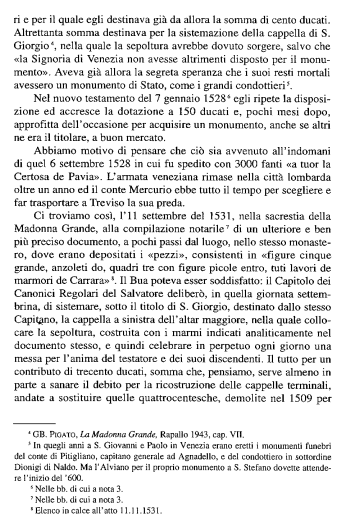 ri e per il quale egli destinava già da allora la somma di cento ducati.
Altrettanta somma destinava per la sistemazione della cappella di S.
Giorgio⁴, nella quale la sepoltura avrebbe dovuto sorgere, salvo che
«la Signoria di Venezia non avesse altrimenti disposto per il monu-
mento». Aveva già allora la segreta speranza che i suoi resti mortali
avessero un monumento di Stato, come i grandi condottieri⁵.
Nel nuovo testamento del 7 gennaio 1528⁶ egli ripete la disposi-
zione ed accresce la dotazione a 150 ducati e, pochi mesi dopo,
approfitta dell'occasione per acquisire un monumento, anche se altri
ne era il titolare, a buon mercato.
Abbiamo motivo di pensare che ciò sia avvenuto all'indomani
di quel 6 settembre 1528 in cui fu spedito con 3000 fanti «a tuor la
Certosa de Pavia». L'armata veneziana rimase nella città lombarda
oltre un anno ed il conte Mercurio ebbe tutto il tempo per scegliere e
far trasportare a Treviso la sua preda.
Ci troviamo così, l'11 settembre del 1531, nella sacrestia della
Madonna Grande, alla compilazione notarile⁷ di un ulteriore e ben
più preciso documento, a pochi passi dal luogo, nello stesso monaste-
ro, dove erano depositati i «pezzi», consistenti in «figure cinque
grande, anzoleti do, quadri tre con figure picole entro, tuti lavori de
marmori de Carrara»⁸. Il Bua poteva esser soddisfatto: il Capitolo dei
Canonici Regolari del Salvatore deliberò, in quella giornata settem-
brina, di sistemare, sotto il titolo di S. Giorgio, destinato dallo stesso
Capitano, la cappella a sinistra dell'altar maggiore, nella quale collo-
care la sepoltura, costruita con i marmi indicati analiticamente nel
documento stesso, e quindi celebrare in perpetuo ogni giorno una
messa per l'anima del testatore e dei suoi discendenti. Il tutto per un
contributo di trecento ducati, somma che, pensiamo, serve almeno in
parte a sanare il debito per la ricostruzione delle cappelle terminali,
andate a sostituire quelle quattrocentesche, demolite nel 1509 per
⁴ GB. PIGATO, La Madonna Grande, Rapallo 1943, cap. VII.
⁵ In quegli anni a S. Giovanni e Paolo in Venezia erano eretti i monumenti funebri
del conte di Pitigliano, capitano generale ad Agnadello, e del condottiero in sottordine
Dionigi di Naldo. Ma l'Alviano per il proprio monumento a S. Stefano dovette attende-
re l'inizio del '600.
⁶ Nelle bb. di cui a nota 3.
⁷ Nelle bb. di cui a nota 3.
⁸ Elenco in calce all'atto 11.11.1531.